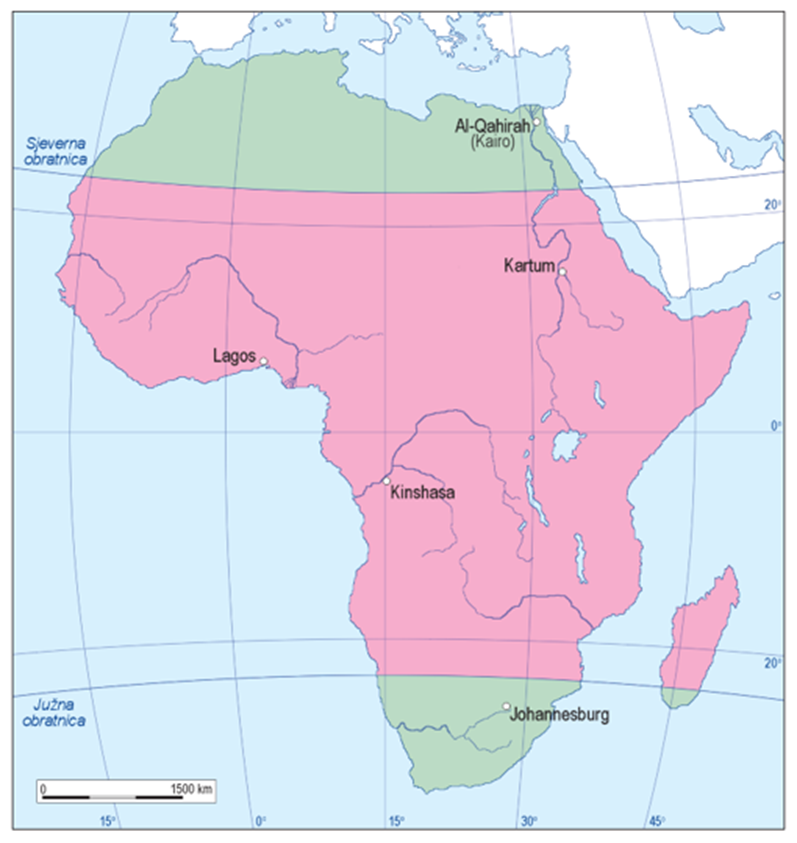 Al-Qahirah
(Kairo)
Sjeverna
obratnica
20°
Kartum
Lagos
0°
Kinshasa
20°
Južna
obratnica
Johannesburg
0 1500 km
15° 0° 15° 30° 45°